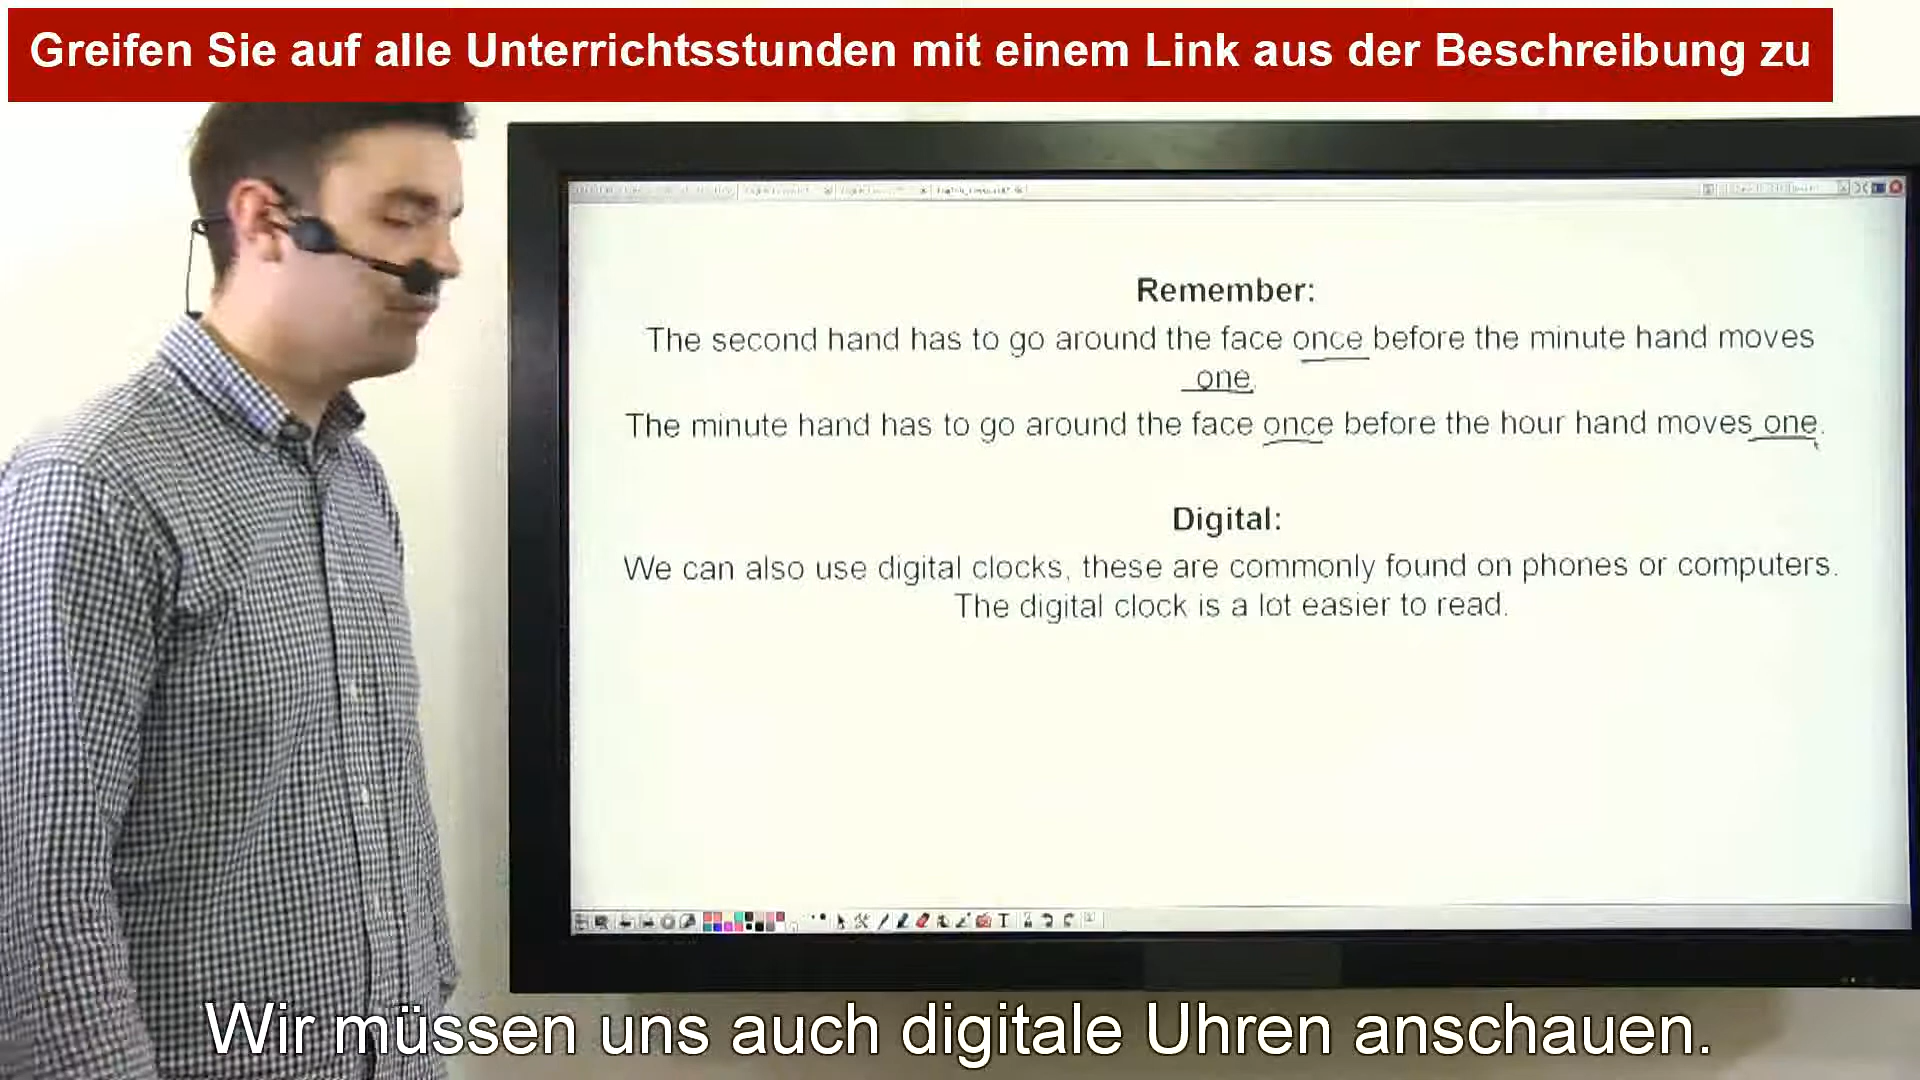 Greifen Sie auf alle Unterrichtsstunden mit einem Link aus der Beschreibung zu
Remember:
The second hand has to go around the face once before the minute hand moves
one.
The minute hand has to go around the face once before the hour hand moves one.
Digital:
We can also use digital clocks, these are commonly found on phones or computers.
The digital clock is a lot easier to read.
Wir müssen uns auch digitale Uhren anschauen.